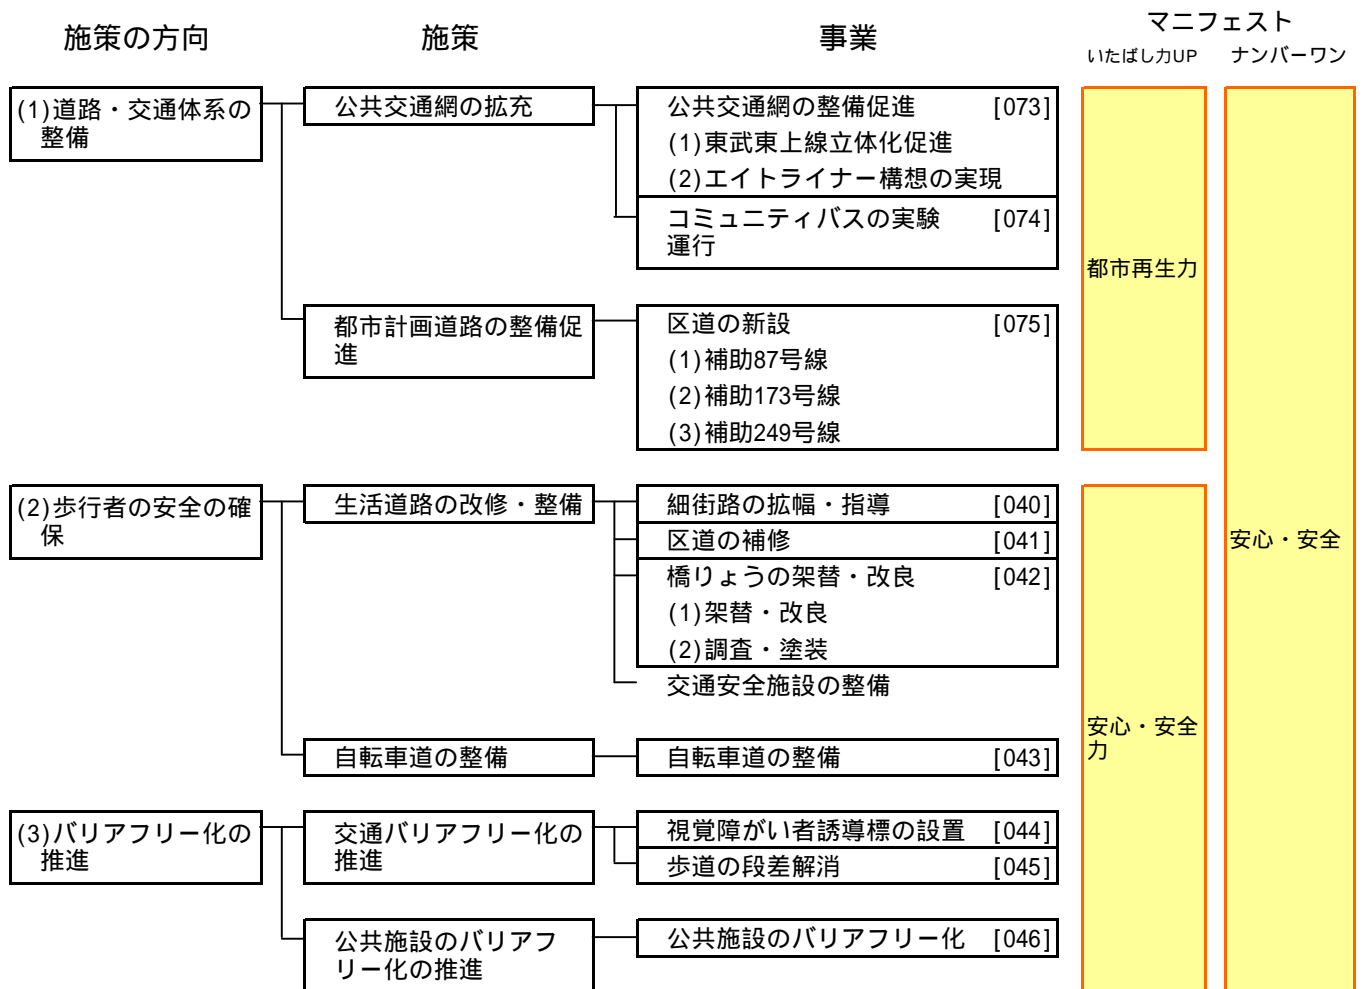 施策の方向 施策 事業 マニフェスト
いたばし力UP ナンバーワン
(1)道路・交通体系の
整備
公共交通網の拡充
公共交通網の整備促進 [073]
(1)東武東上線立体化促進
(2)エイトライナー構想の実現
コミュニティバスの実験
運行 [074]
都市計画道路の整備促
進
区道の新設 [075]
(1)補助87号線
(2)補助173号線
(3)補助249号線
都市再生力
(2)歩行者の安全の確
保
生活道路の改修・整備
細街路の拡幅・指導 [040]
区道の補修 [041]
橋りょうの架替・改良 [042]
(1)架替・改良
(2)調査・塗装
交通安全施設の整備
自転車道の整備
自転車道の整備 [043]
(3)バリアフリー化の
推進
交通バリアフリー化の
推進
視覚障がい者誘導標の設置 [044]
歩道の段差解消 [045]
公共施設のバリアフ
リー化の推進
公共施設のバリアフリー化 [046]
安心・安全
力
安心・安全